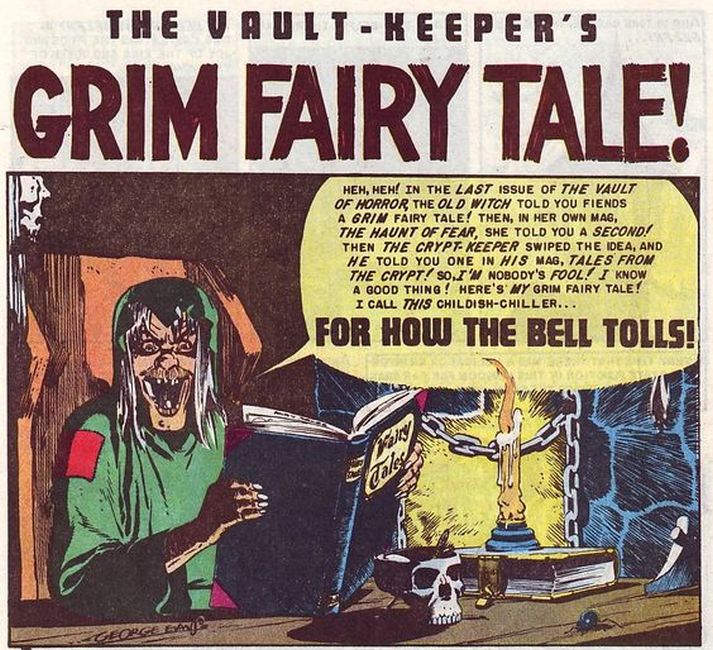 THE VAULT-KEEPER'S
GRIM FAIRY TALE!
HEH, HEH! IN THE LAST ISSUE OF THE VAULT
OF HORROR, THE OLD WITCH TOLD YOU FIENDS
A GRIM FAIRY TALE! THEN, IN HER OWN MAG,
THE HAUNT OF FEAR, SHE TOLD YOU A SECOND!
THEN THE CRYPT-KEEPER SWIPED THE IDEA, AND
HE TOLD YOU ONE IN HIS MAG, TALES FROM
THE CRYPT! SO, I'M NOBODY'S FOOL! I KNOW
A GOOD THING! HERE'S MY GRIM FAIRY TALE!
I CALL THIS CHILDISH-CHILLER...
FOR HOW THE BELL TOLLS!
Fairy
Tales
GEORGE EVANS